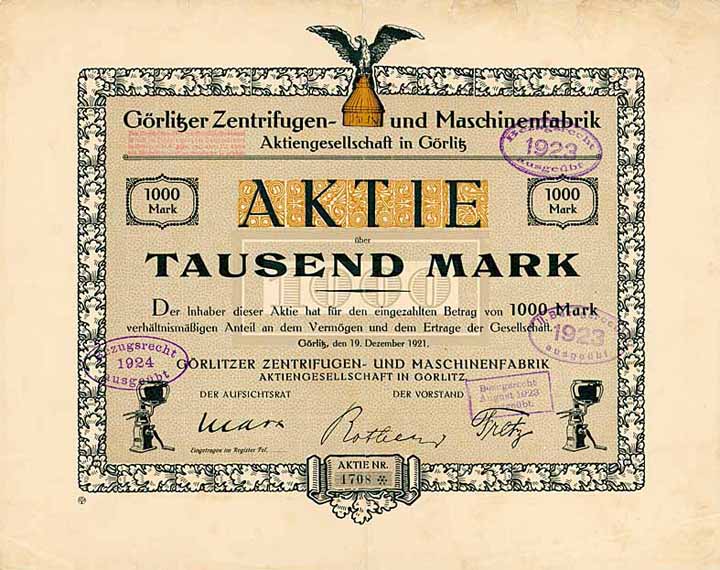 Görlitzer Zentrifugen- und Maschinenfabrik
Aktiengesellschaft in Görlitz
Bezugsrecht
1923
ausgeübt
1000
Mark
AKTIE
1000
Mark
über
TAUSEND MARK
1000
Der Inhaber dieser Aktie hat für den eingezahlten Betrag von 1000 Mark
verhältnismäßigen Anteil an dem Vermögen und dem Ertrage der Gesellschaft.
Görlitz, den 19. Dezember 1921.
1923
ausgeübt
Bezugsrecht
1924
ausgeübt
GÖRLITZER ZENTRIFUGEN- UND MASCHINENFABRIK
AKTIENGESELLSCHAFT IN GÖRLITZ
DER AUFSICHTSRAT DER VORSTAND
Bezugsrecht
August 1923
Eingetragen im Register Fol.
AKTIE NR.
1708